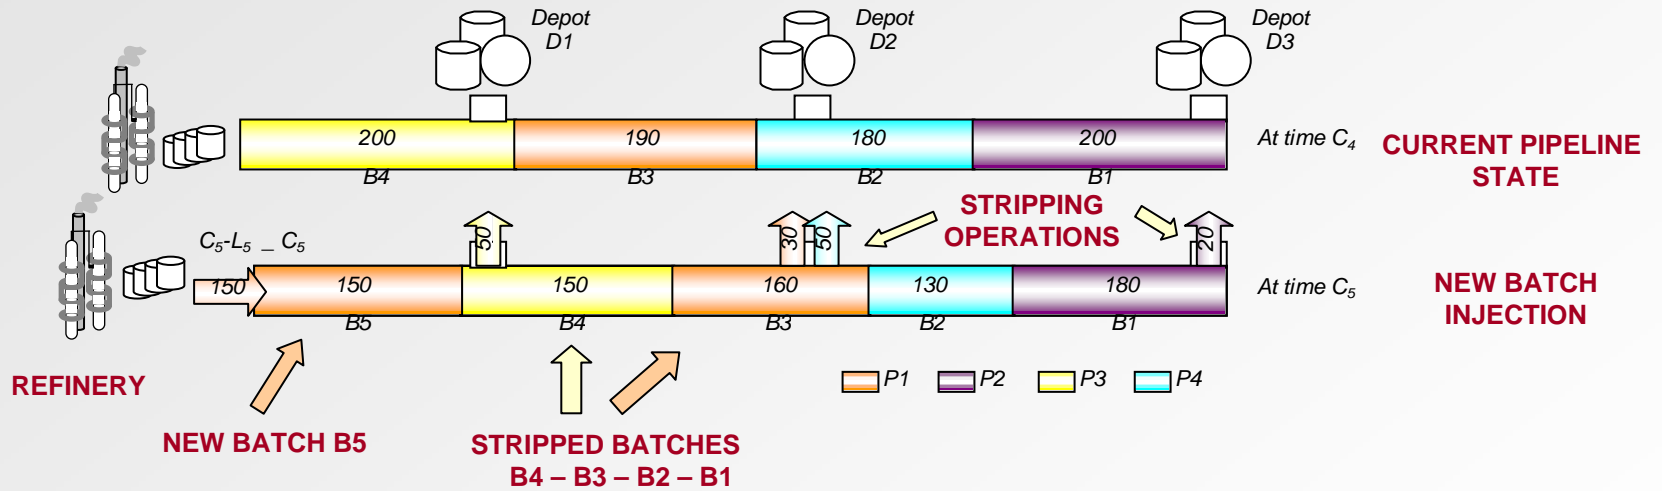 Depot
D1
Depot
D2
Depot
D3
200 190 180 200
B4 B3 B2 B1
At time C4
CURRENT PIPELINE
STATE
STRIPPING
OPERATIONS
50 30 50 20
C5-L5 _ C5
150 150 150 160 130 180
B5 B4 B3 B2 B1
At time C5
NEW BATCH
INJECTION
REFINERY
P1 P2 P3 P4
NEW BATCH B5
STRIPPED BATCHES
B4 – B3 – B2 – B1